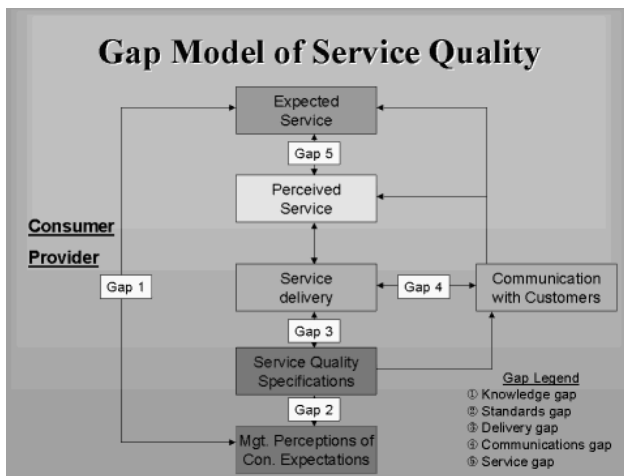 Gap Model of Service Quality
Expected
Service
Gap 5
Perceived
Service
Consumer
Provider
Gap 1
Service
delivery
Gap 4
Communication
with Customers
Gap 3
Service Quality
Specifications
Gap 2
Mgt. Perceptions of
Con. Expectations
Gap Legend
① Knowledge gap
② Standards gap
③ Delivery gap
④ Communications gap
⑤ Service gap